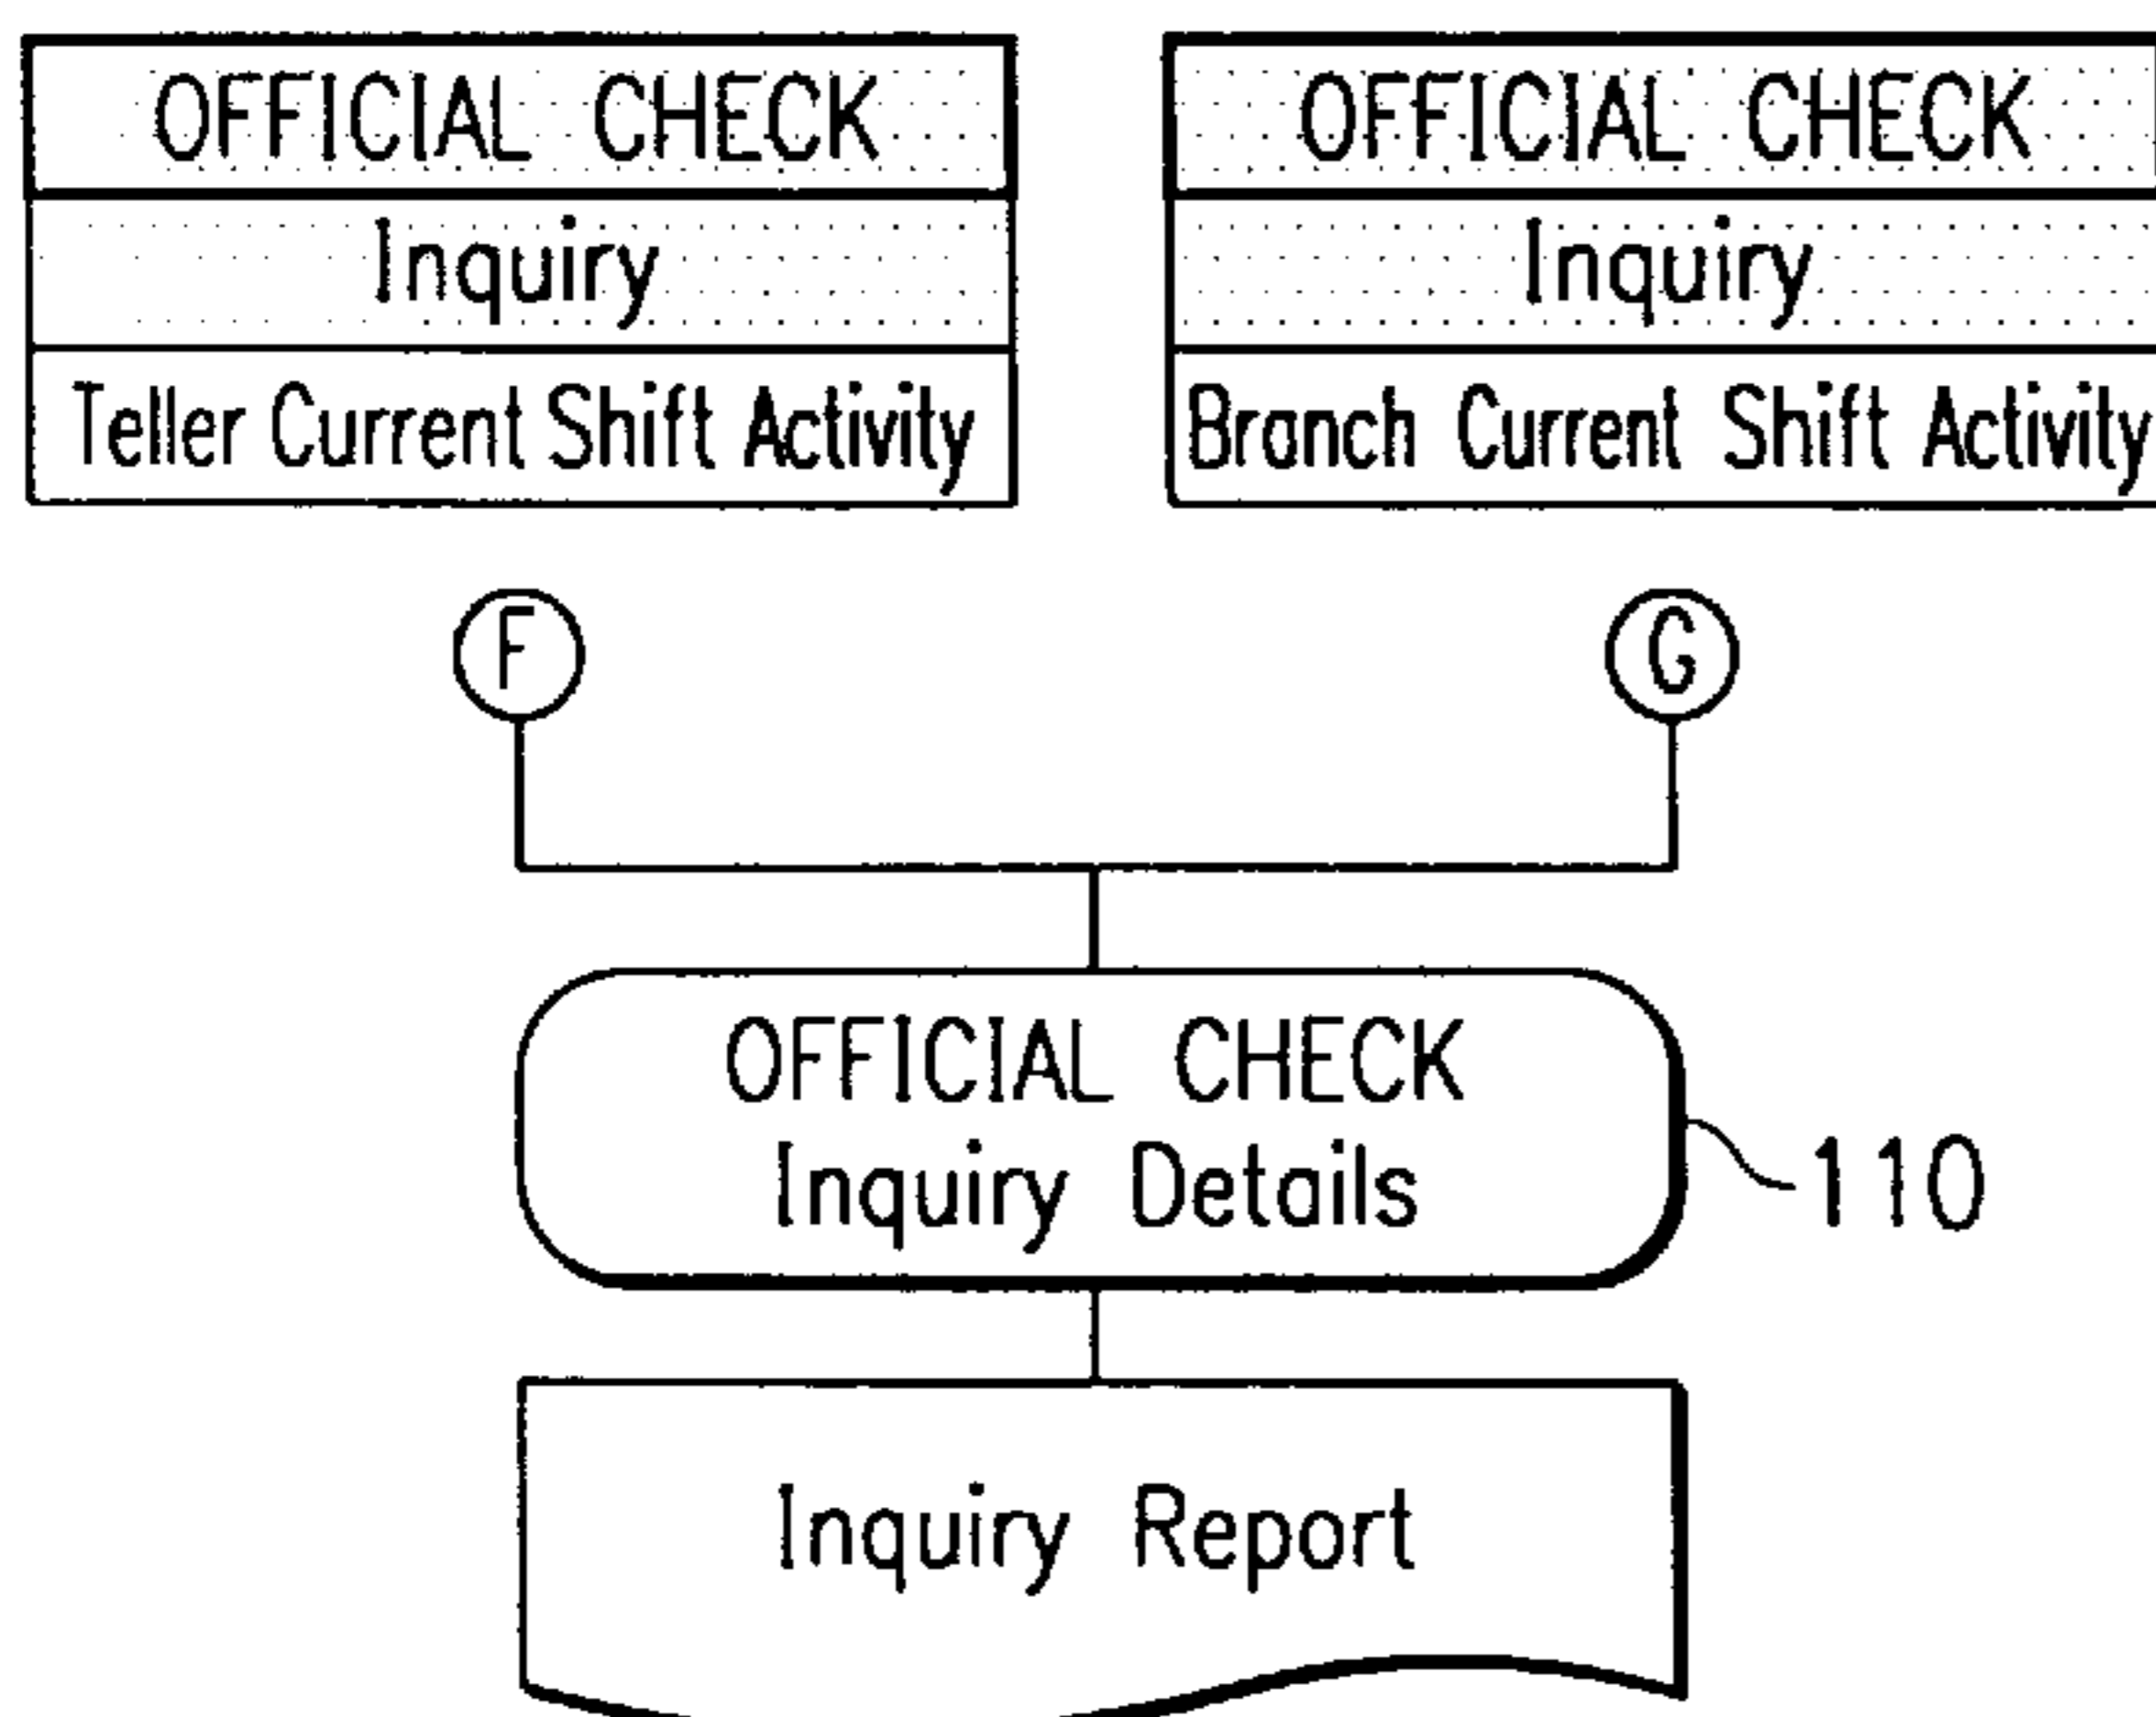 OFFICIAL CHECK
Inquiry
Teller Current Shift Activity
OFFICIAL CHECK
Inquiry
Branch Current Shift Activity
F
G
OFFICIAL CHECK
Inquiry Details
110
Inquiry Report